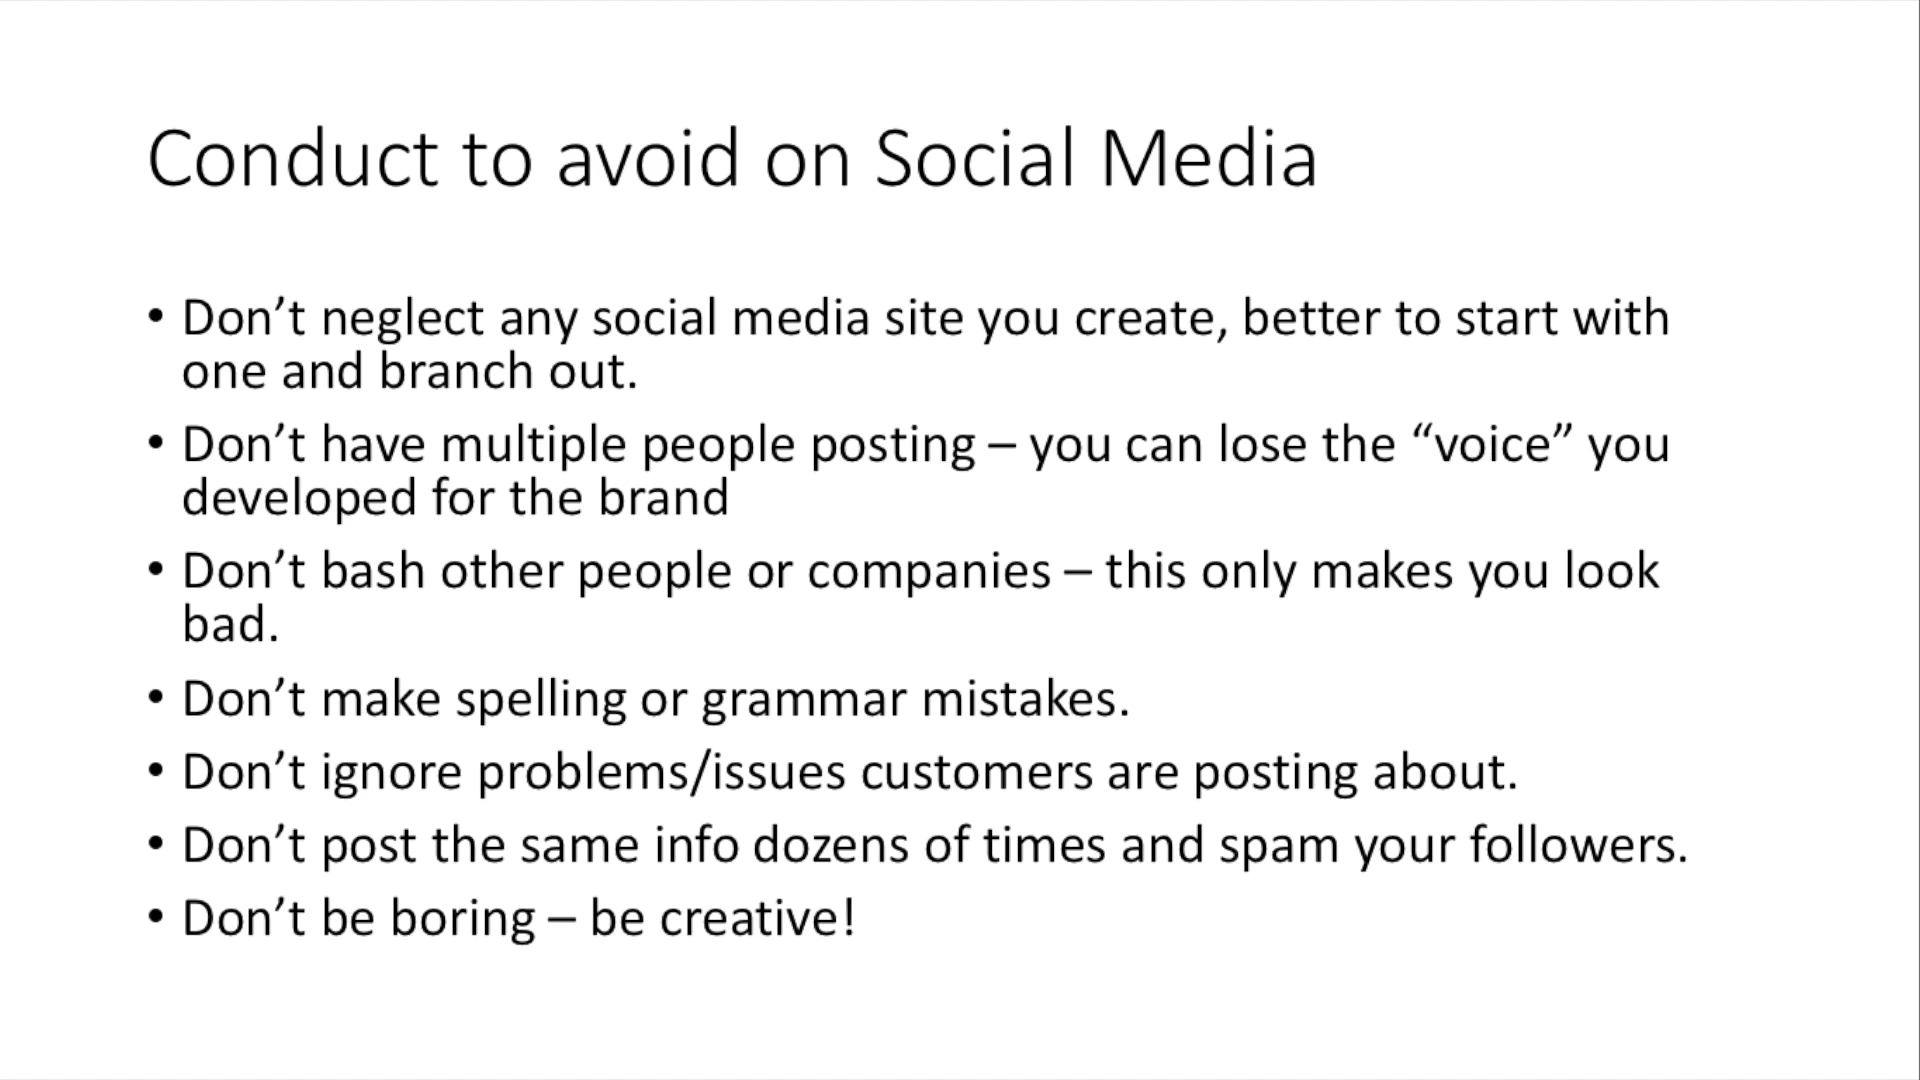 Conduct to avoid on Social Media
• Don’t neglect any social media site you create, better to start with
one and branch out.
• Don’t have multiple people posting – you can lose the “voice” you
developed for the brand
• Don’t bash other people or companies – this only makes you look
bad.
• Don’t make spelling or grammar mistakes.
• Don’t ignore problems/issues customers are posting about.
• Don’t post the same info dozens of times and spam your followers.
• Don’t be boring – be creative!